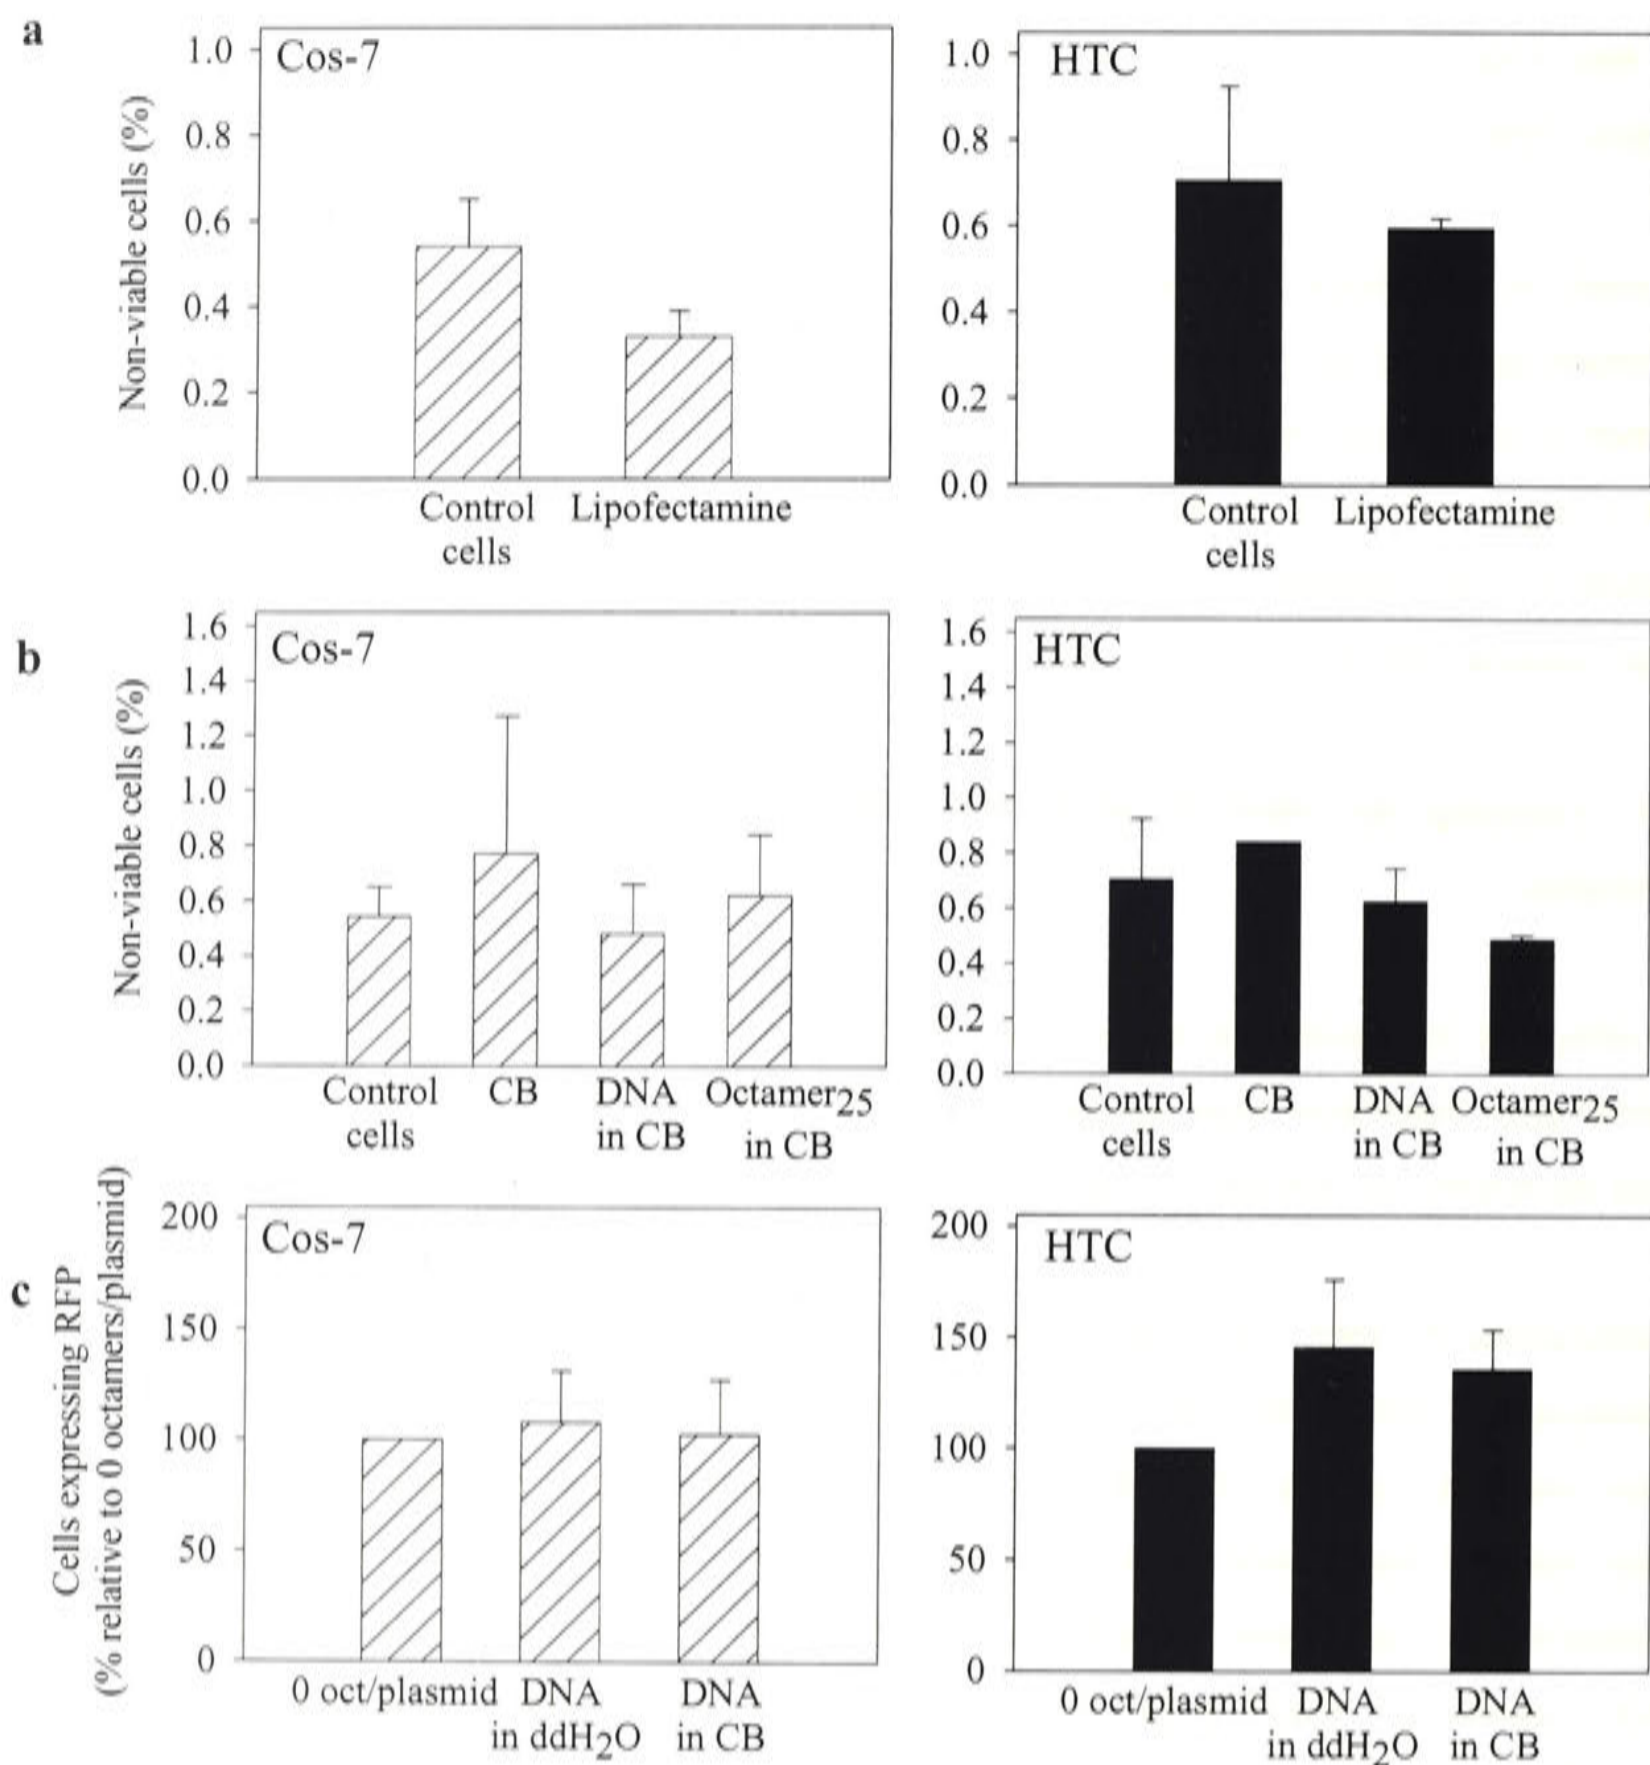 a
Non-viable cells (%)
1.0
0.8
0.6
0.4
0.2
0.0
Cos-7
Control
cells
Lipofectamine
1.0
0.8
0.6
0.4
0.2
0.0
HTC
Control
cells
Lipofectamine
b
Non-viable cells (%)
1.6
1.4
1.2
1.0
0.8
0.6
0.4
0.2
0.0
Cos-7
Control
cells
CB
DNA
in CB
Octamer25
in CB
1.6
1.4
1.2
1.0
0.8
0.6
0.4
0.2
0.0
HTC
Control
cells
CB
DNA
in CB
Octamer25
in CB
c
Cells expressing RFP
(% relative to 0 octamers/plasmid)
200
150
100
50
0
Cos-7
0 oct/plasmid
DNA
in ddH2O
DNA
in CB
200
150
100
50
0
HTC
0 oct/plasmid
DNA
in ddH2O
DNA
in CB